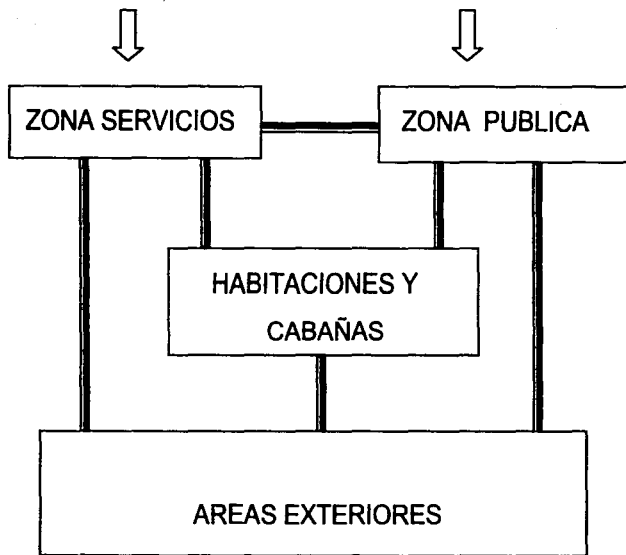 ZONA SERVICIOS
ZONA PUBLICA
HABITACIONES Y
CABAÑAS
AREAS EXTERIORES